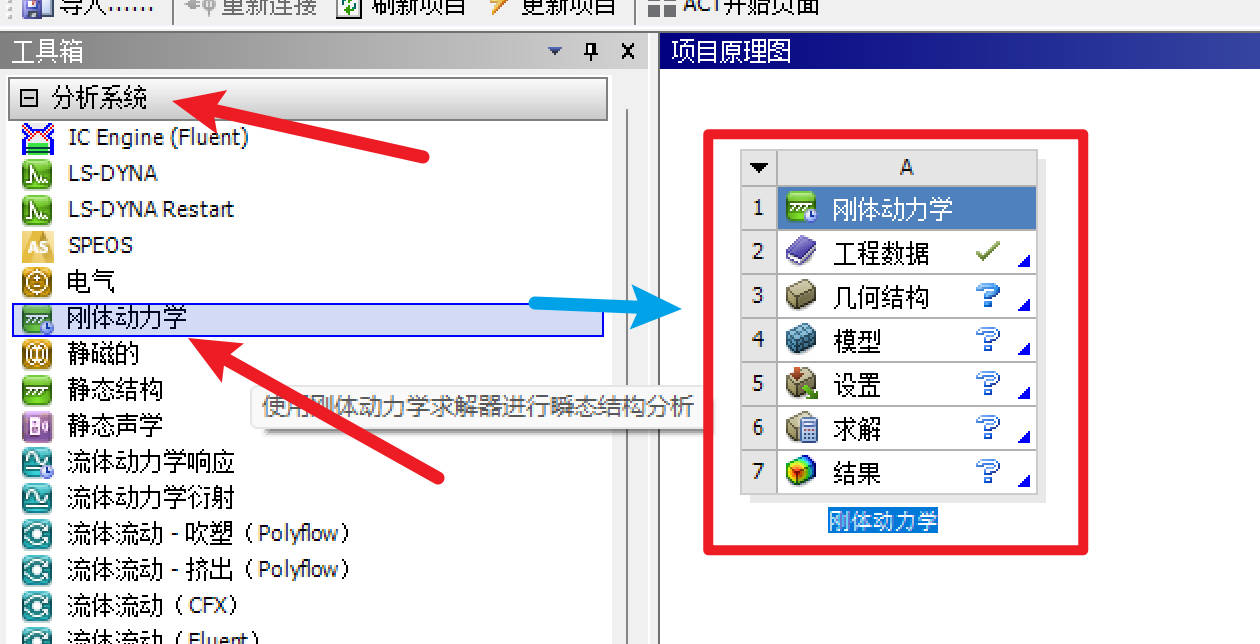 导入...... 重新连接 刷新项目 更新项目 ACT开始页面
工具箱
分析系统
IC Engine (Fluent)
LS-DYNA
LS-DYNA Restart
AS SPEOS
电气
刚体动力学
静磁的
静态结构
静态声学
流体动力学响应
流体动力学衍射
流体流动 - 吹塑（Polyflow）
流体流动 - 挤出（Polyflow）
流体流动（CFX）
流体流动（Fluent）
使用刚体动力学求解器进行瞬态结构分析
项目原理图
A
1 刚体动力学
2 工程数据
3 几何结构
4 模型
5 设置
6 求解
7 结果
刚体动力学